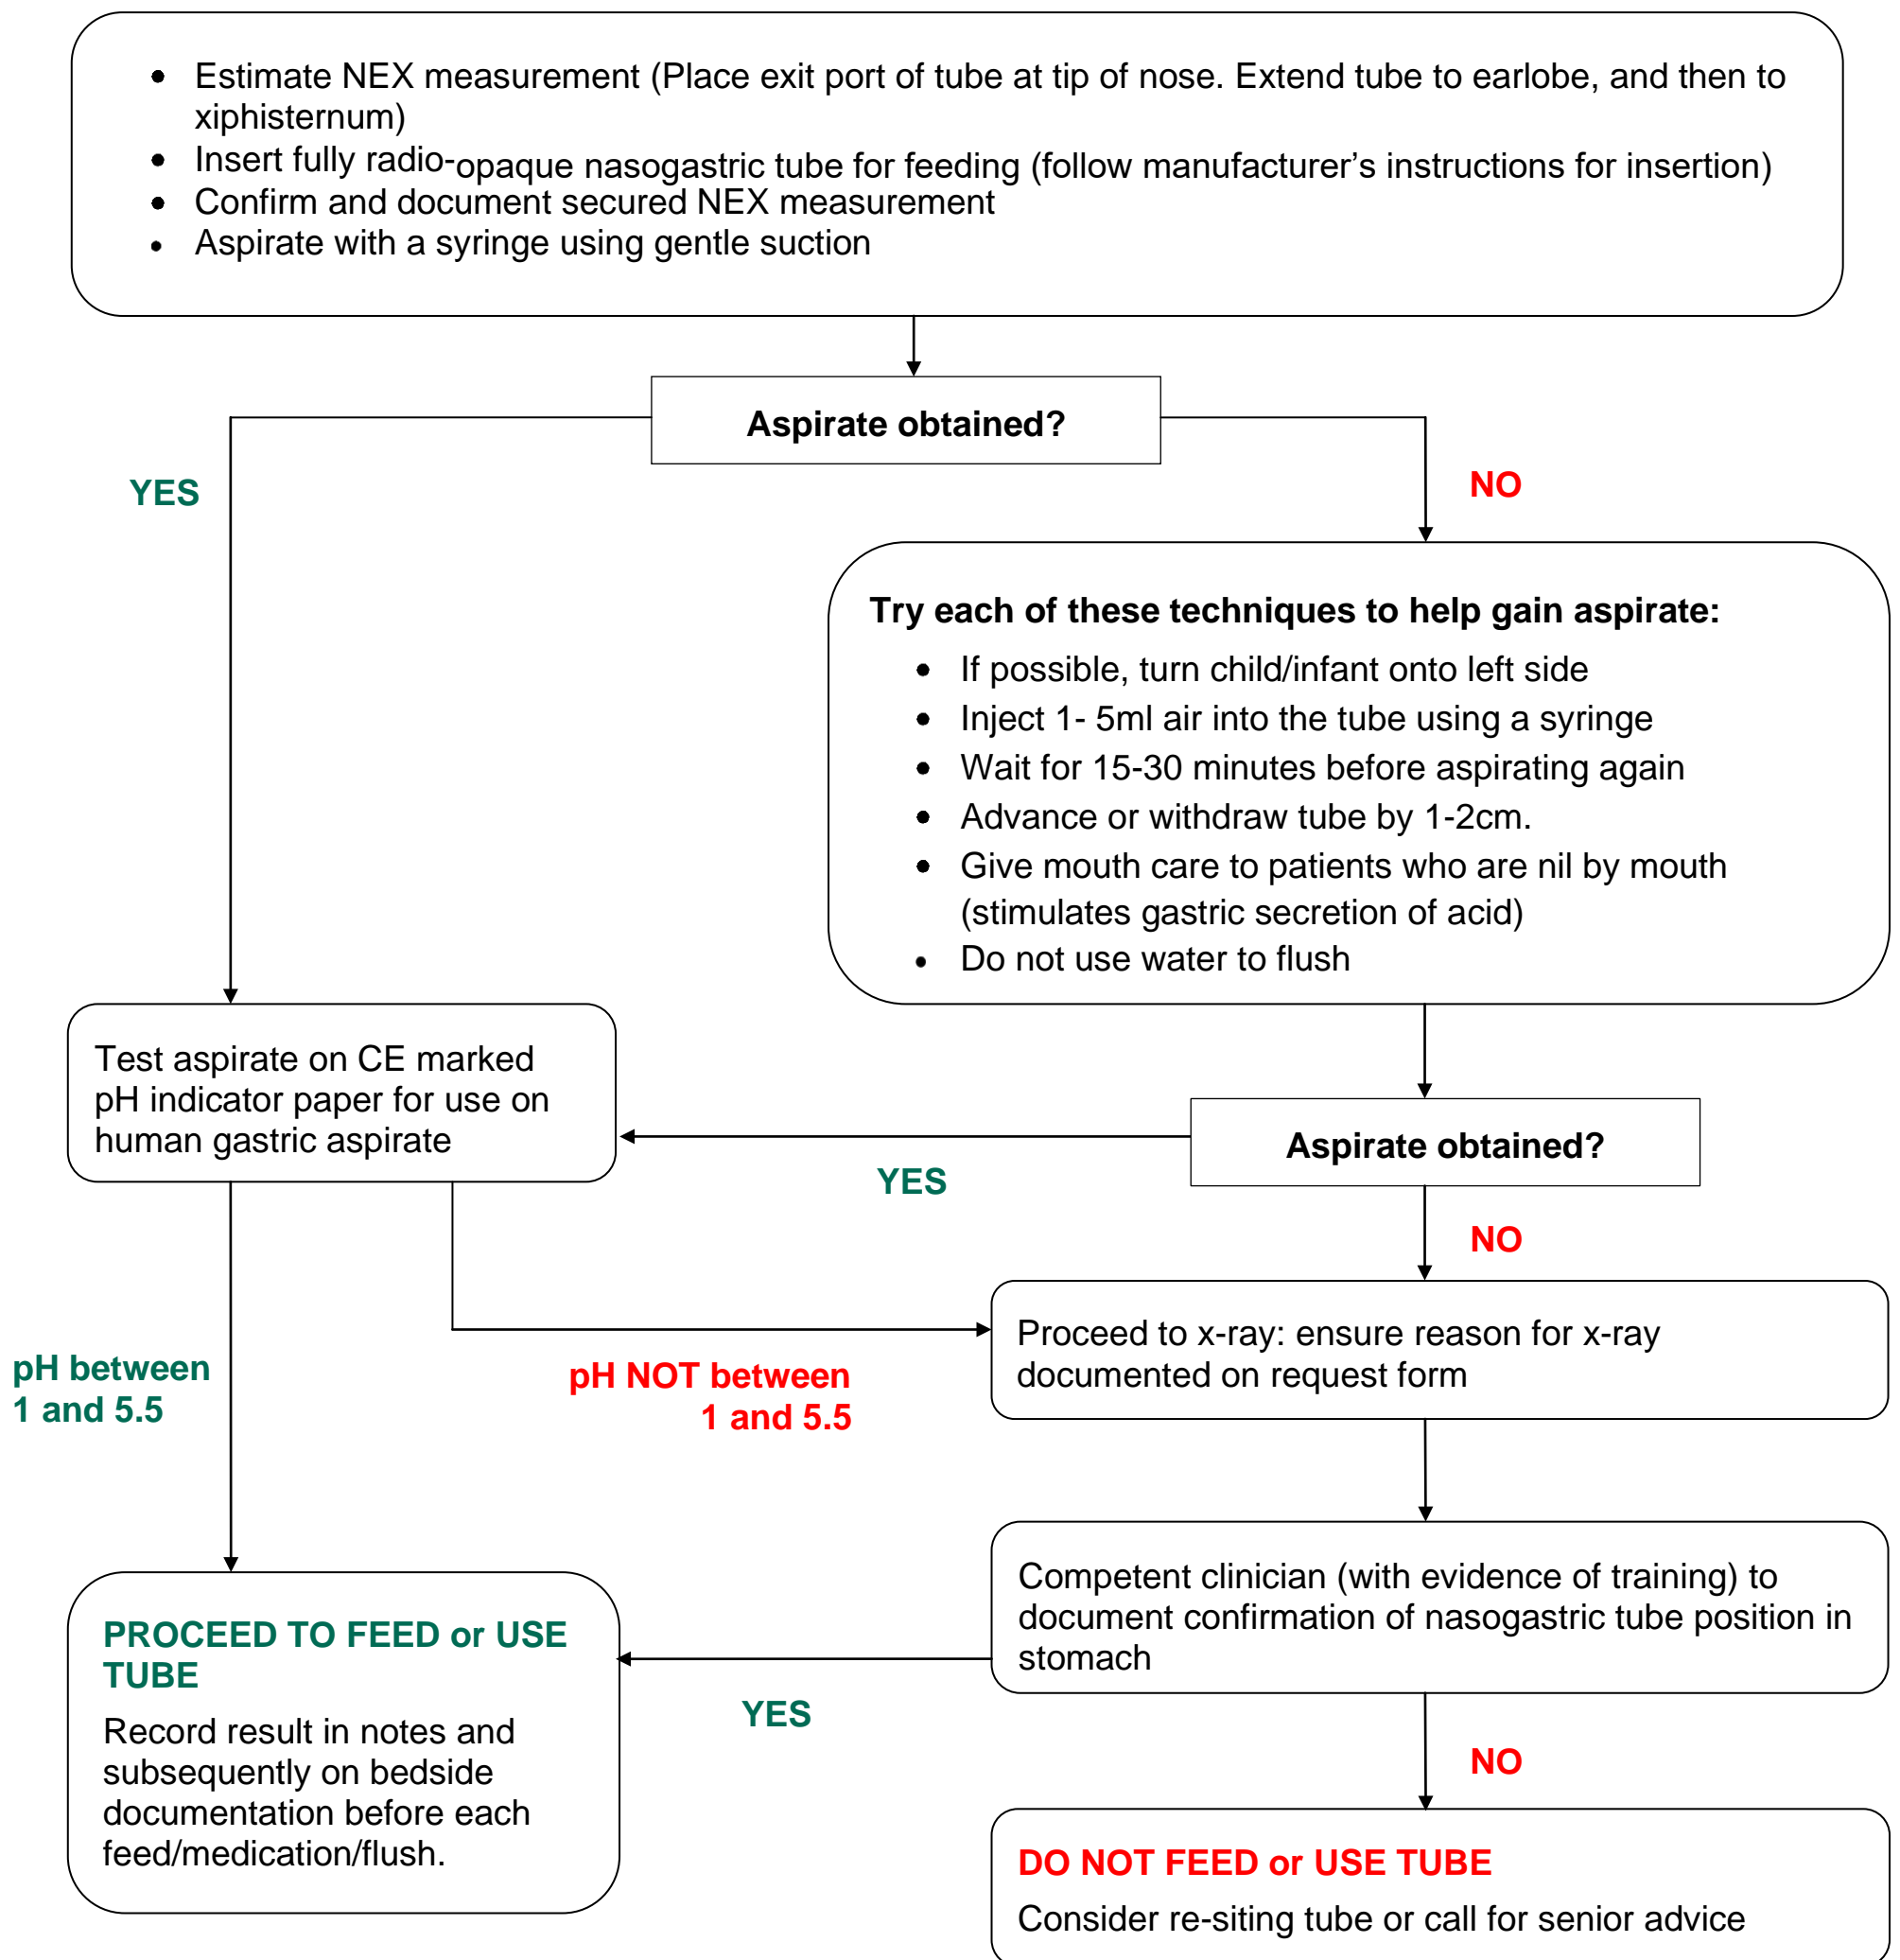 • Estimate NEX measurement (Place exit port of tube at tip of nose. Extend tube to earlobe, and then to
xiphisternum)
• Insert fully radio-opaque nasogastric tube for feeding (follow manufacturer’s instructions for insertion)
• Confirm and document secured NEX measurement
• Aspirate with a syringe using gentle suction
Aspirate obtained?
YES
NO
Try each of these techniques to help gain aspirate:
• If possible, turn child/infant onto left side
• Inject 1- 5ml air into the tube using a syringe
• Wait for 15-30 minutes before aspirating again
• Advance or withdraw tube by 1-2cm.
• Give mouth care to patients who are nil by mouth
(stimulates gastric secretion of acid)
• Do not use water to flush
Test aspirate on CE marked
pH indicator paper for use on
human gastric aspirate
Aspirate obtained?
YES
NO
Proceed to x-ray: ensure reason for x-ray
documented on request form
pH between
1 and 5.5
pH NOT between
1 and 5.5
Competent clinician (with evidence of training) to
document confirmation of nasogastric tube position in
stomach
PROCEED TO FEED or USE
TUBE
Record result in notes and
subsequently on bedside
documentation before each
feed/medication/flush.
YES
NO
DO NOT FEED or USE TUBE
Consider re-siting tube or call for senior advice